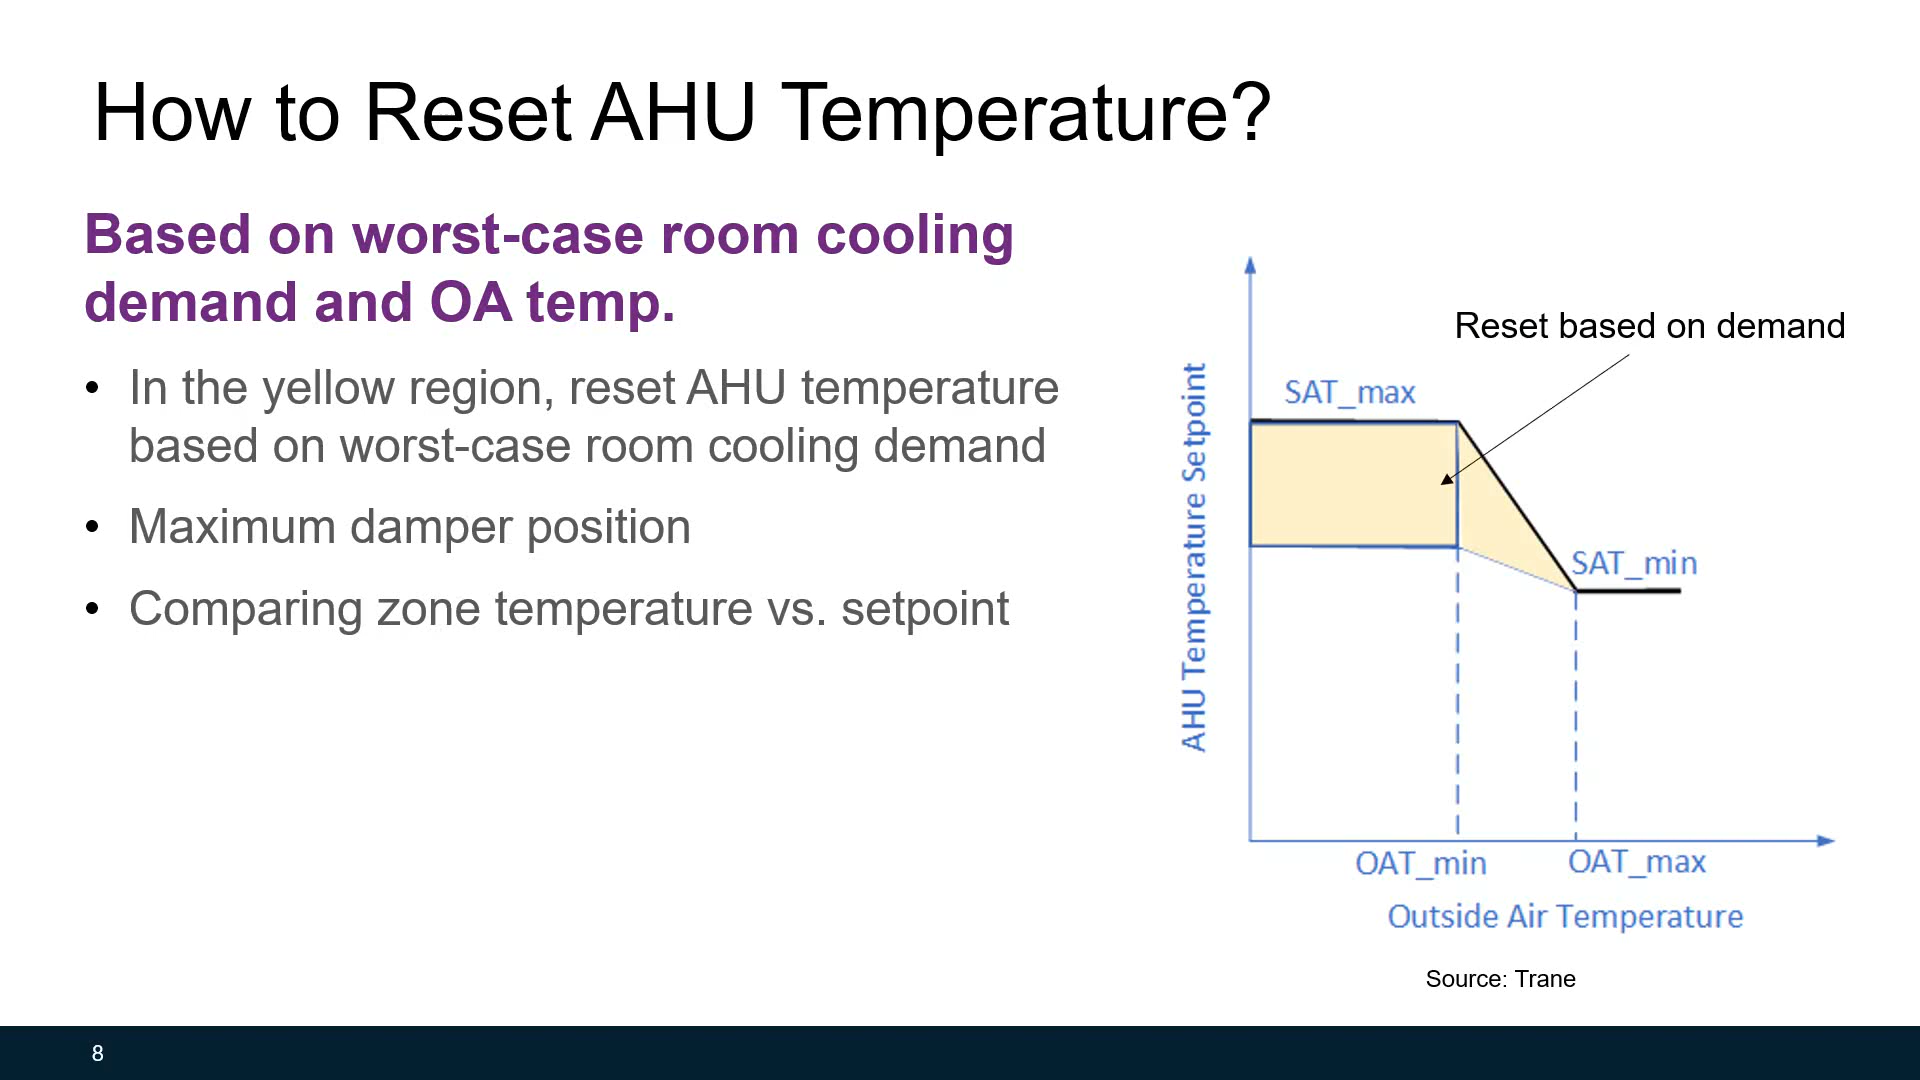 How to Reset AHU Temperature?
Based on worst-case room cooling
demand and OA temp.
• In the yellow region, reset AHU temperature
based on worst-case room cooling demand
• Maximum damper position
• Comparing zone temperature vs. setpoint
Reset based on demand
SAT_max
AHU Temperature Setpoint
SAT_min
OAT_min
OAT_max
Outside Air Temperature
Source: Trane
8